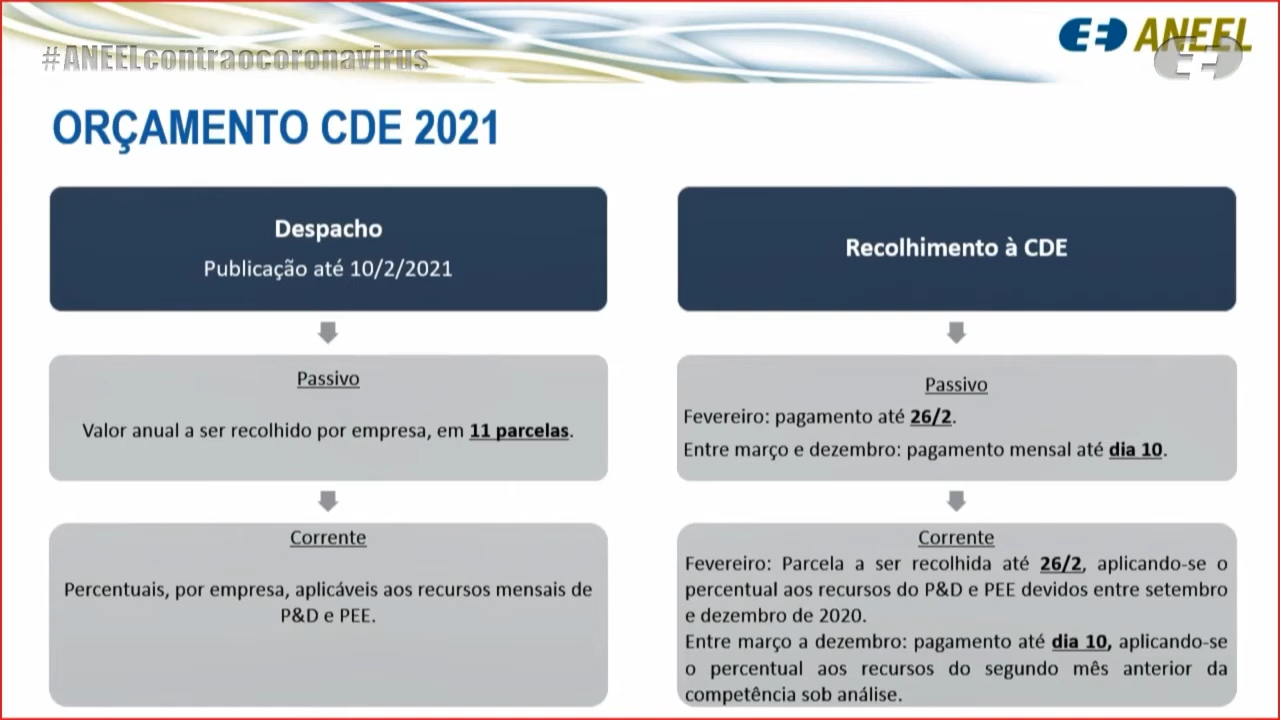 #ANEELcontraocoronavirus
ANEEL
ORÇAMENTO CDE 2021
Despacho
Publicação até 10/2/2021
Passivo
Valor anual a ser recolhido por empresa, em 11 parcelas.
Corrente
Percentuais, por empresa, aplicáveis aos recursos mensais de
P&D e PEE.
Recolhimento à CDE
Passivo
Fevereiro: pagamento até 26/2.
Entre março e dezembro: pagamento mensal até dia 10.
Corrente
Fevereiro: Parcela a ser recolhida até 26/2, aplicando-se o
percentual aos recursos do P&D e PEE devidos entre setembro
e dezembro de 2020.
Entre março a dezembro: pagamento até dia 10, aplicando-se
o percentual aos recursos do segundo mês anterior da
competência sob análise.